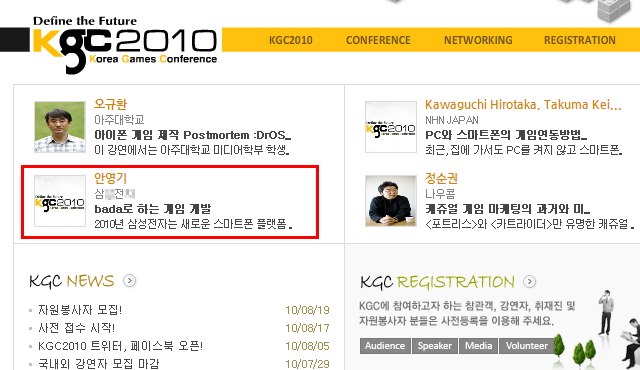 Define the Future
KGC2010
Korea Games Conference
KGC2010 CONFERENCE NETWORKING REGISTRATION
오규환
아주대학교
아이폰 게임 제작 Postmortem :DrOS_
이 강연에서는 아주대학교 미디어학부 학생.
Kawaguchi Hirotaka, Takuma Kei...
NHN JAPAN
PC와 스마트폰의 게임연동방법_
최근, 집에 가서도 PC를 켜지 않고 스마트폰.
Define the Future
KGC2010
안영기
삼 전
bada로 하는 게임 개발
2010년 삼성전자는 새로운 스마트폰 플랫폼.
정순권
나우콤
캐쥬얼 게임 마케팅의 과거와 미_
<포트리스>와 <카트라이더>만 유명한 캐쥬얼.
KGC NEWS
자원봉사자 모집! 10/08/19
사전 접수 시작! 10/08/17
KGC2010 트위터, 페이스북 오픈! 10/08/05
국내외 강연자 모집 마감 10/07/29
KGC REGISTRATION
KGC에 참여하고자 하는 참관객, 강연자, 취재진 및
자원봉사자 분들은 사전등록을 이용해 주세요.
Audience Speaker Media Volunteer